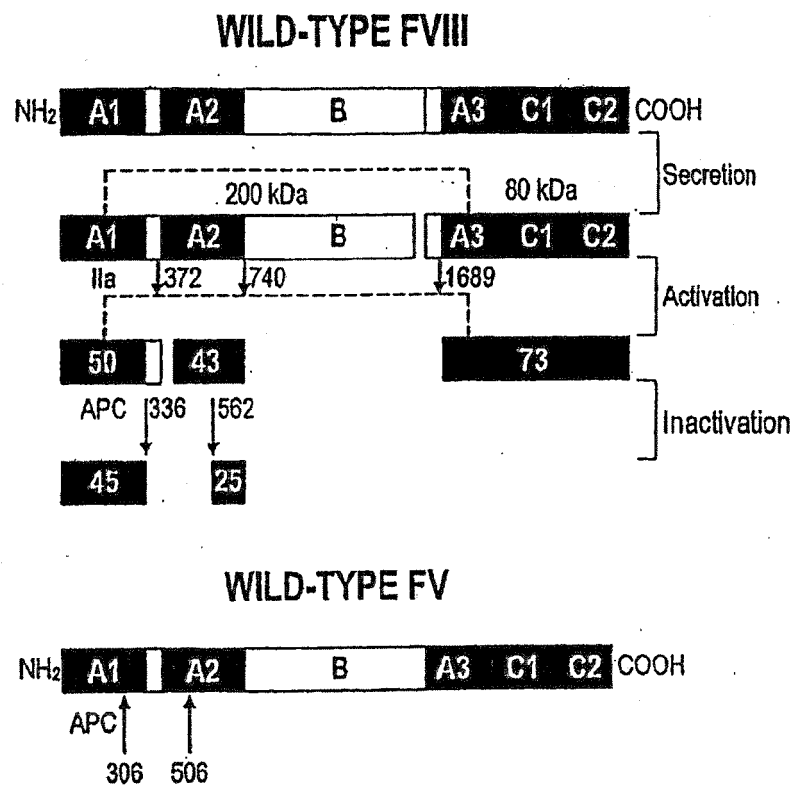 WILD-TYPE FVIII
NH2 A1 A2 B A3 C1 C2 COOH
Secretion
200 kDa 80 kDa
A1 A2 B A3 C1 C2
IIa 372 740 1689
Activation
50 43 73
APC 336 562
Inactivation
45 25
WILD-TYPE FV
NH2 A1 A2 B A3 C1 C2 COOH
APC
306 506